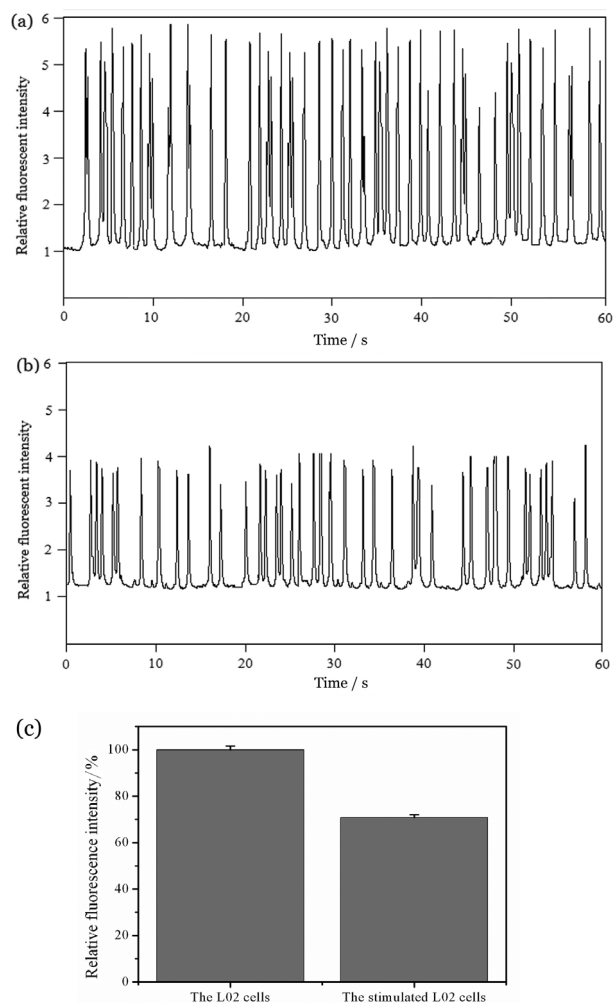 (a)
Relative fluorescent intensity
6
5
4
3
2
1
0 10 20 30 40 50 60
Time / s
(b)
Relative fluorescent intensity
6
5
4
3
2
1
0 10 20 30 40 50 60
Time / s
(c)
Relative fluorescence intensity/%
100
80
60
40
20
0
The L02 cells The stimulated L02 cells